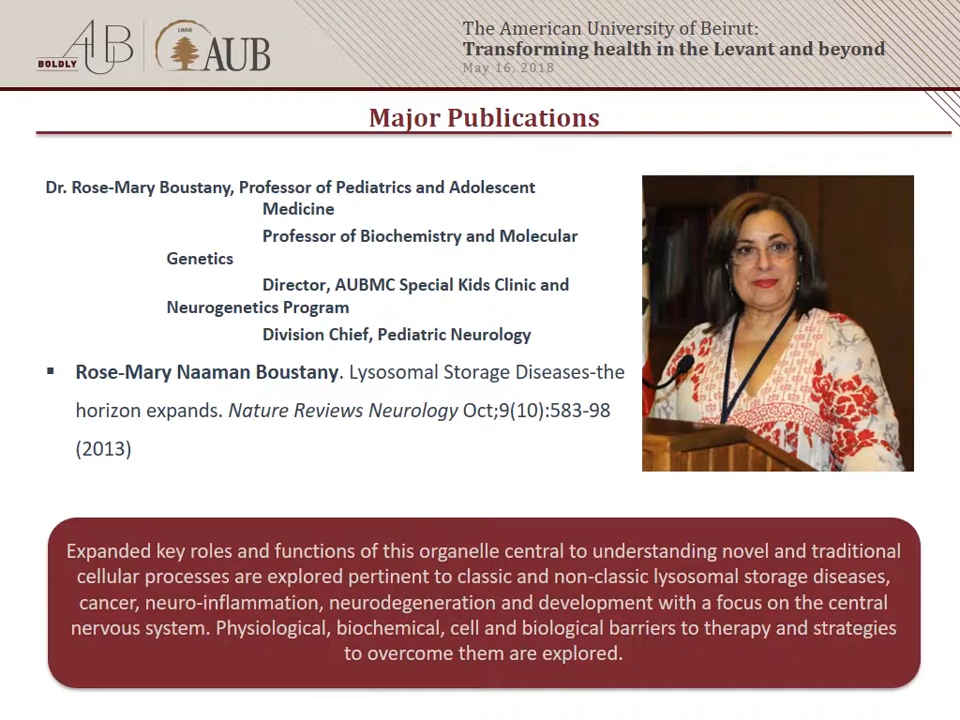 AUB
BOLDLY
1866
AUB
The American University of Beirut:
Transforming health in the Levant and beyond
May 16, 2018
Major Publications
Dr. Rose-Mary Boustany, Professor of Pediatrics and Adolescent
Medicine
Professor of Biochemistry and Molecular
Genetics
Director, AUBMC Special Kids Clinic and
Neurogenetics Program
Division Chief, Pediatric Neurology
▪ Rose-Mary Naaman Boustany. Lysosomal Storage Diseases-the
horizon expands. Nature Reviews Neurology Oct;9(10):583-98
(2013)
Expanded key roles and functions of this organelle central to understanding novel and traditional
cellular processes are explored pertinent to classic and non-classic lysosomal storage diseases,
cancer, neuro-inflammation, neurodegeneration and development with a focus on the central
nervous system. Physiological, biochemical, cell and biological barriers to therapy and strategies
to overcome them are explored.